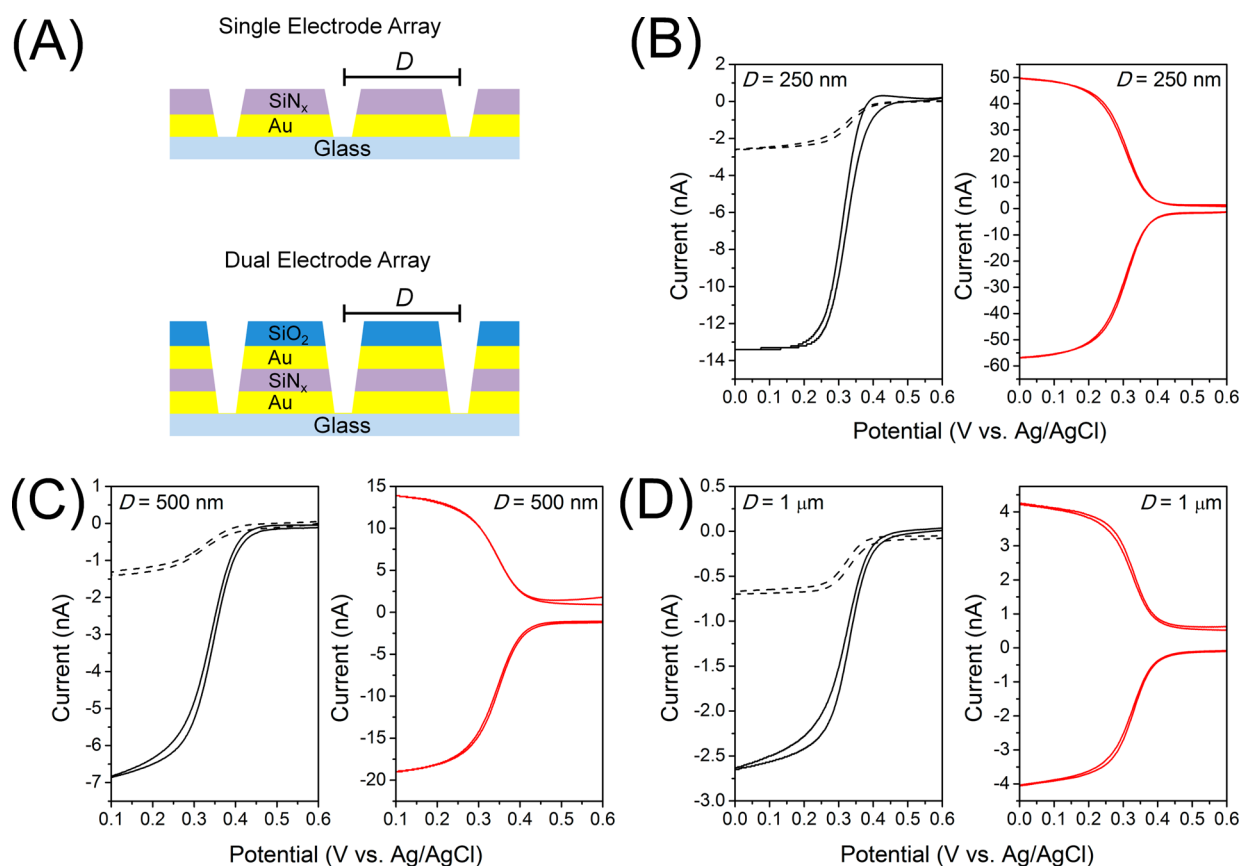 (A)
Single Electrode Array
D
SiNx
Au
Glass
Dual Electrode Array
D
SiO2
Au
SiNx
Au
Glass
(B)
D = 250 nm
2
0
-2
-4
-6
-8
-10
-12
-14
Current (nA)
0.0 0.1 0.2 0.3 0.4 0.5 0.6
D = 250 nm
50
40
30
20
10
0
-10
-20
-30
-40
-50
-60
Current (nA)
0.0 0.1 0.2 0.3 0.4 0.5 0.6
Potential (V vs. Ag/AgCl)
(C)
D = 500 nm
1
0
-1
-2
-3
-4
-5
-6
-7
Current (nA)
0.1 0.2 0.3 0.4 0.5 0.6
D = 500 nm
15
10
5
0
-5
-10
-15
-20
Current (nA)
0.1 0.2 0.3 0.4 0.5 0.6
Potential (V vs. Ag/AgCl)
(D)
D = 1 μm
0.5
0.0
-0.5
-1.0
-1.5
-2.0
-2.5
-3.0
Current (nA)
0.0 0.1 0.2 0.3 0.4 0.5 0.6
D = 1 μm
4
3
2
1
0
-1
-2
-3
-4
Current (nA)
0.0 0.1 0.2 0.3 0.4 0.5 0.6
Potential (V vs. Ag/AgCl)